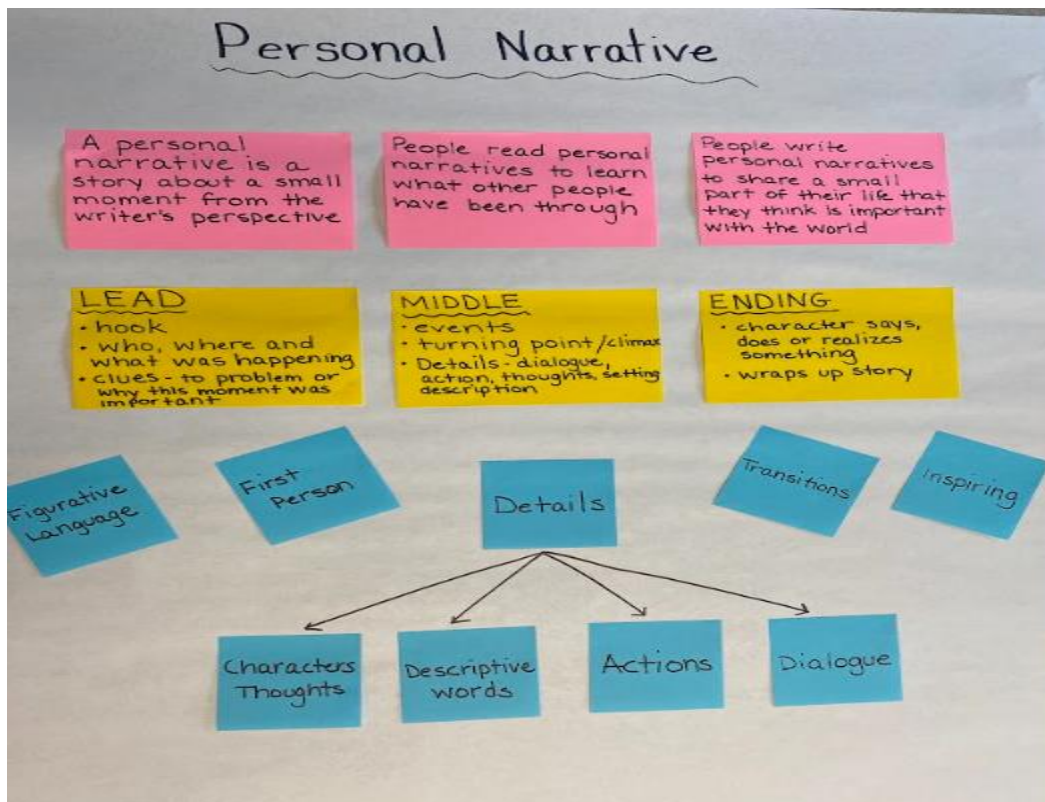 Personal Narrative
A personal
narrative is a
story about a small
moment from the
writer's perspective
People read personal
narratives to learn
what other people
have been through
People write
personal narratives
to share a small
part of their life that
they think is important
with the world
LEAD
• hook
• who, where and
what was happening
• clues - to problem or
why this moment was
important
MIDDLE
• events
• turning point/climax
• Details - dialogue,
action, thoughts, setting
description
ENDING
• character says,
does or realizes
something
• wraps up story
Figurative
Language
First
Person
Details
Transitions
Inspiring
Characters
Thoughts
Descriptive
words
Actions
Dialogue